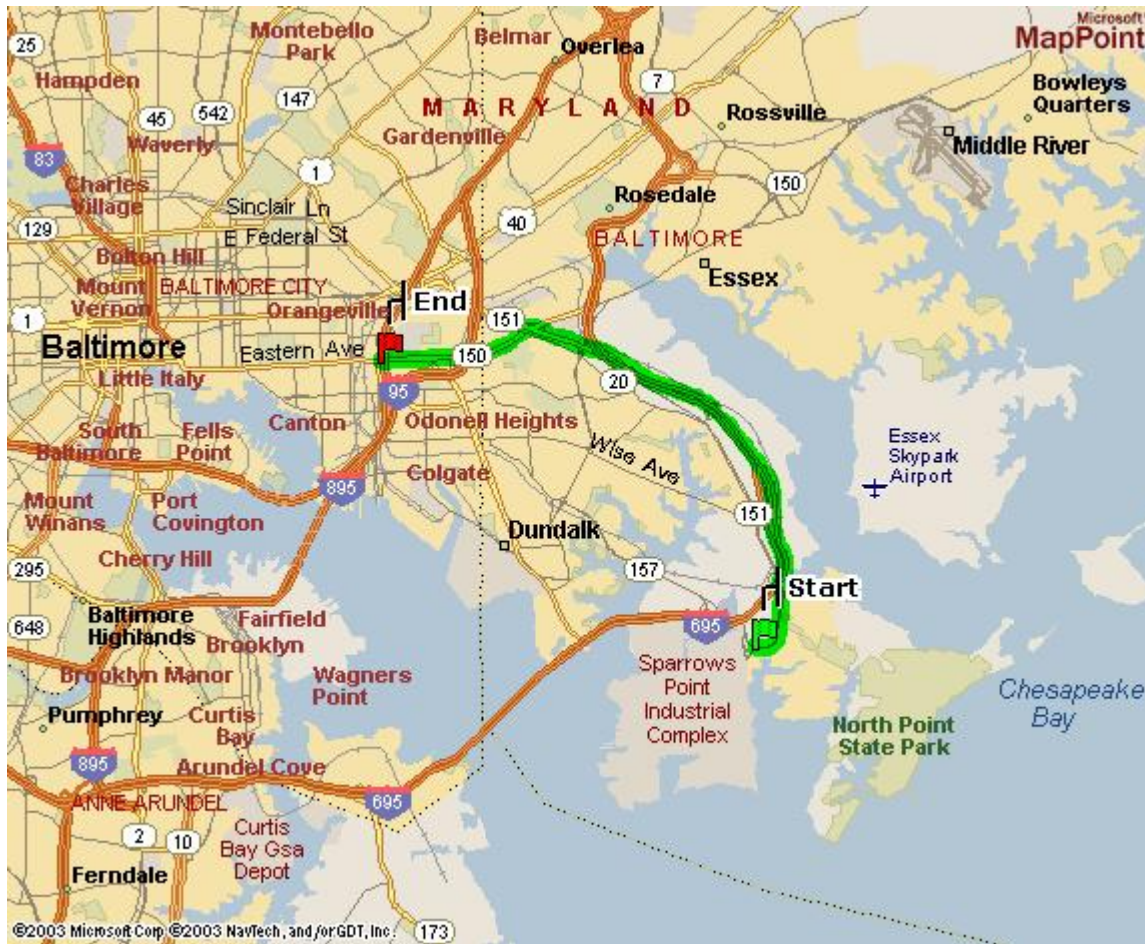 Microsoft
MapPoint
25
Montebello
Park
Belmar
Overlea
Hampden
147
7
Bowleys
Quarters
45
542
MARYLAND
Rossville
Waverly
Gardenville
Middle River
83
1
150
Charles
Village
Rosedale
Sinclair Ln
129
40
E Federal St
BALTIMORE
Bolton Hill
Essex
Mount
Vernon
BALTIMORE CITY
Orangeville
End
1
151
Baltimore
Eastern Ave
150
Little Italy
20
95
Canton
Odonell Heights
South
Baltimore
Fells
Point
Wise Ave
Essex
Skypark
Airport
Colgate
895
Mount
Winans
Port
Covington
151
Dundalk
Cherry Hill
295
157
Start
Baltimore
Highlands
Fairfield
648
695
Brooklyn
Brooklyn Manor
Wagners
Point
Sparrows
Point
Industrial
Complex
Chesapeake
Bay
Pumphrey
Curtis
Bay
North Point
State Park
895
Arundel Cove
ANNE ARUNDEL
695
2
10
Curtis
Bay Gsa
Depot
Ferndale
173
©2003 Microsoft Corp ©2003 NavTech, and/or GDT, Inc.